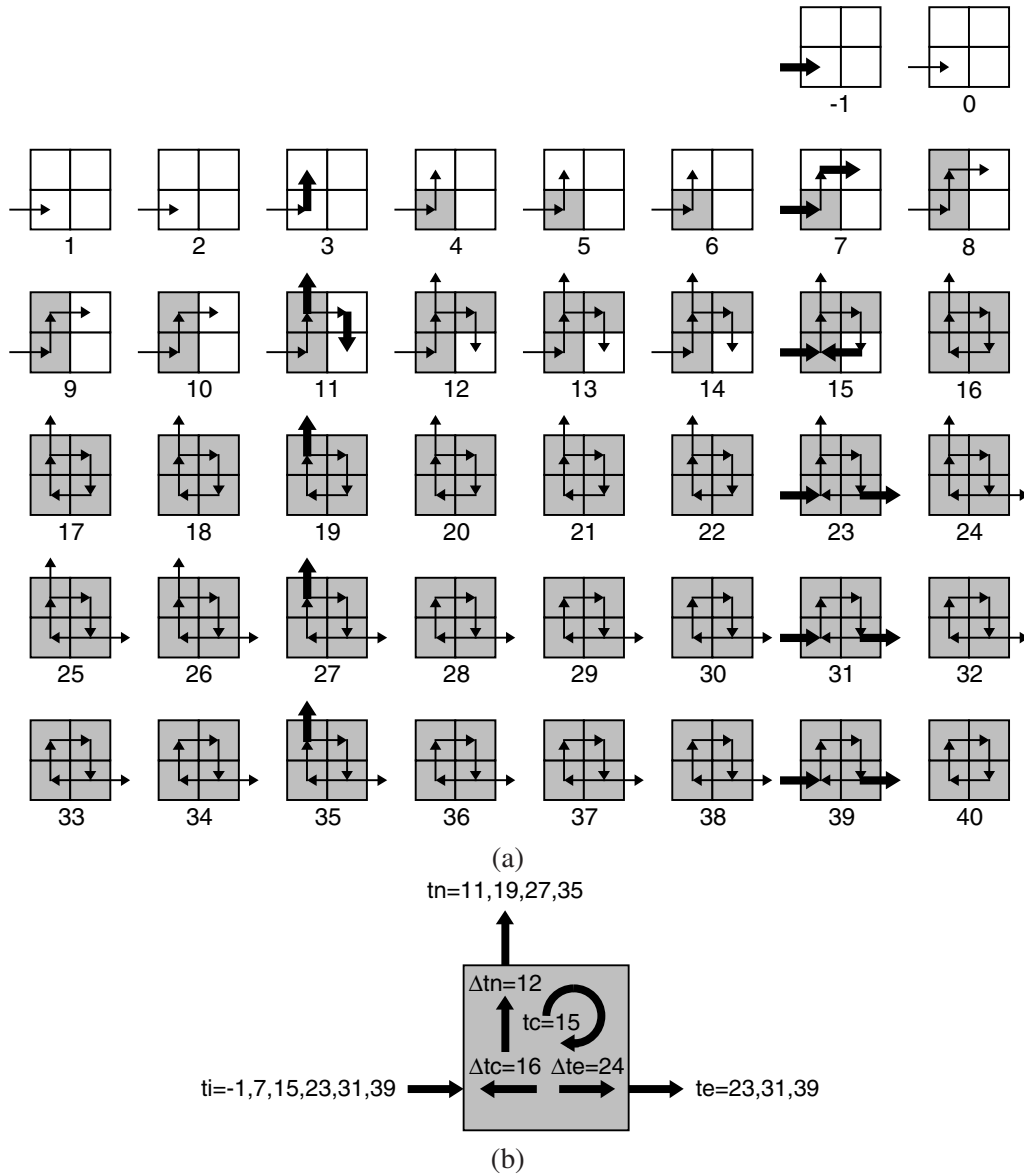 -1 0
1 2 3 4 5 6 7 8
9 10 11 12 13 14 15 16
17 18 19 20 21 22 23 24
25 26 27 28 29 30 31 32
33 34 35 36 37 38 39 40
(a)
tn=11,19,27,35
Δtn=12
tc=15
Δtc=16 Δte=24
ti=-1,7,15,23,31,39 te=23,31,39
(b)